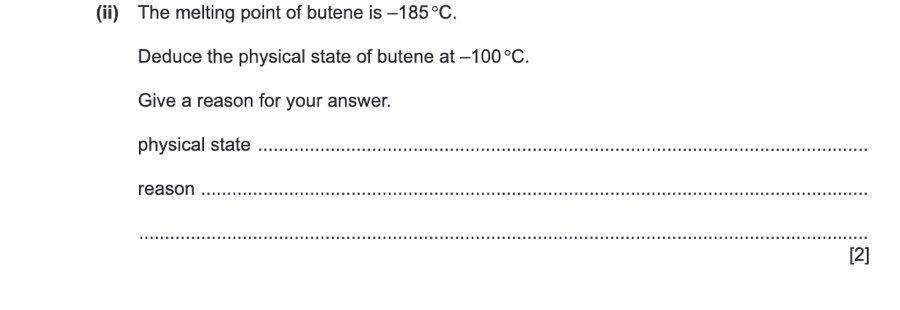 (ii) The melting point of butene is –185 °C.
Deduce the physical state of butene at –100 °C.
Give a reason for your answer.
physical state ......................................................................................................................
reason .................................................................................................................................
.............................................................................................................................................
[2]